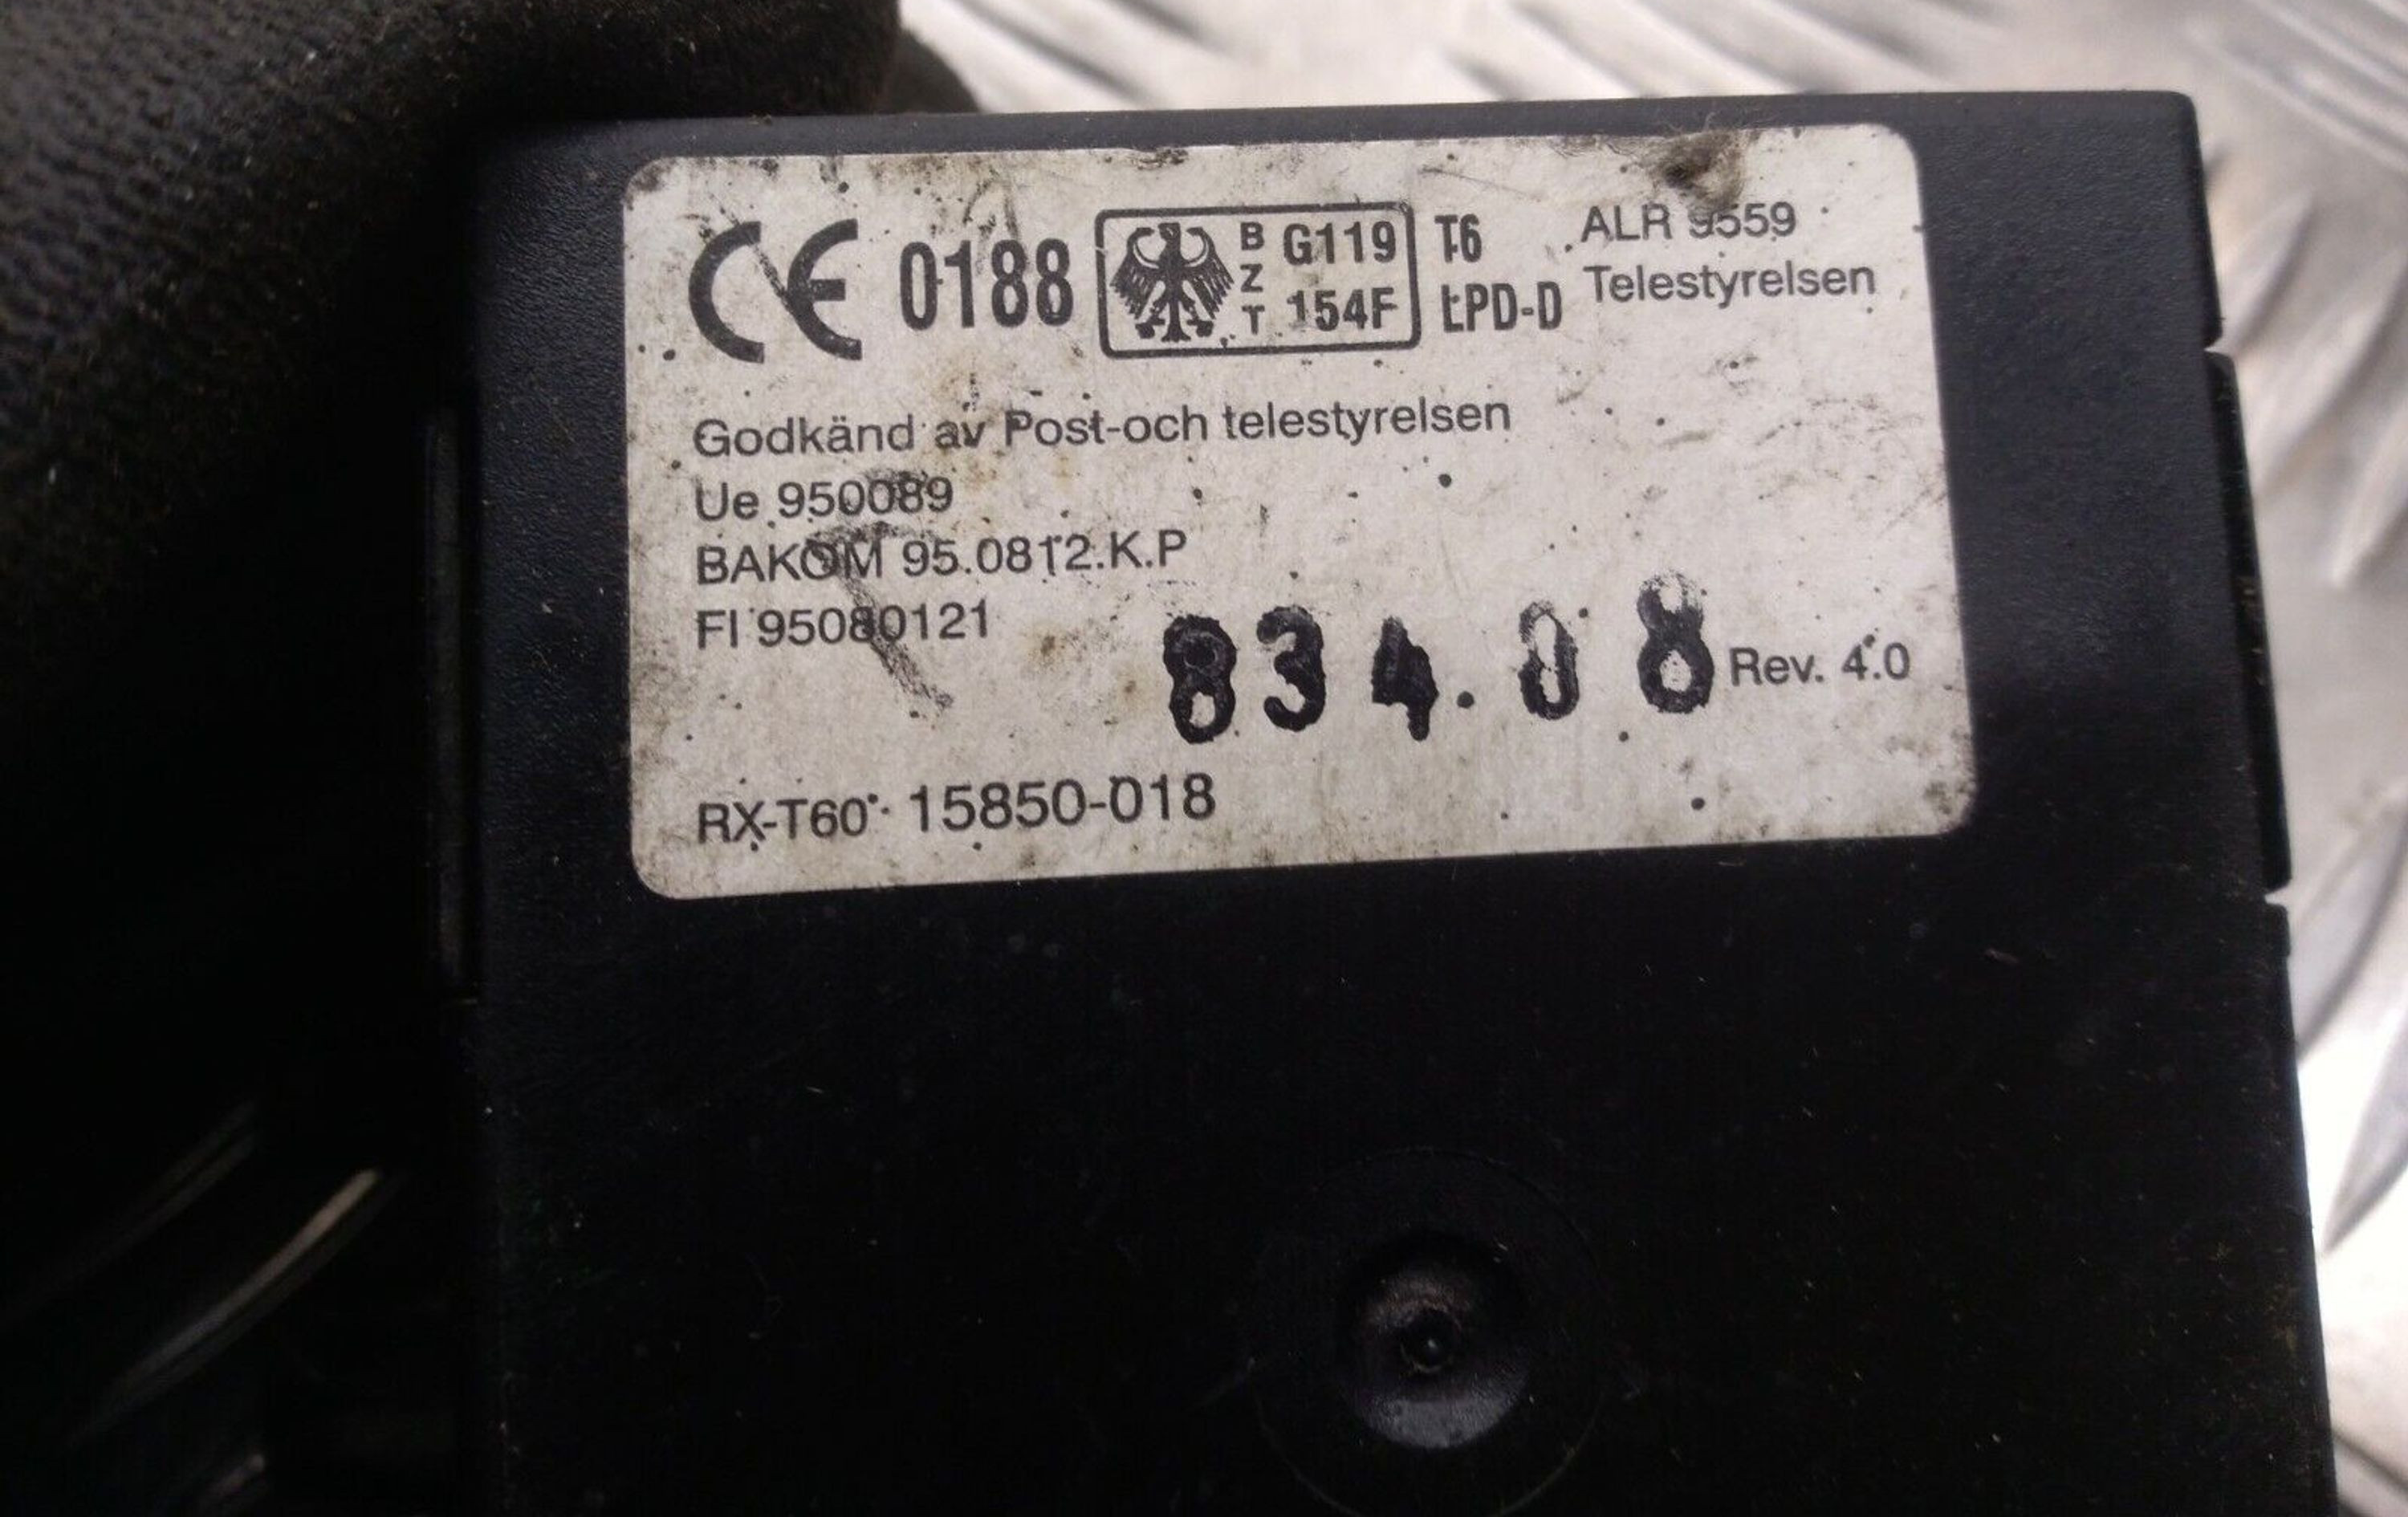 CE 0188 BZT G119 154F T6 LPD-D ALR 9559
Telestyrelsen
Godkänd av Post-och telestyrelsen
Ue 950089
BAKOM 95.0812.K.P
FI 95080121
834.08 Rev. 4.0
RX-T60 15850-018